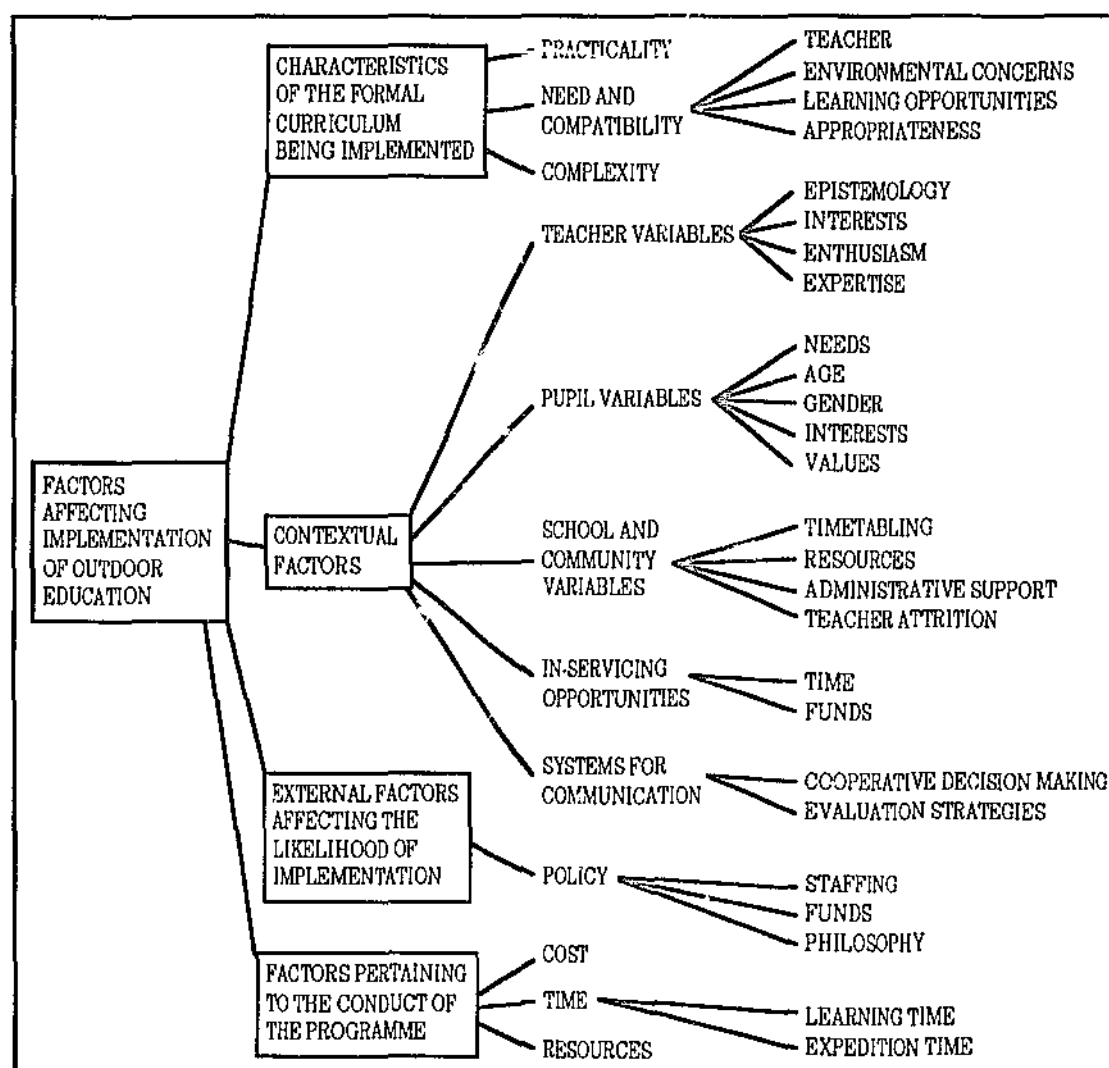 CHARACTERISTICS
OF THE FORMAL
CURRICULUM
BEING IMPLEMENTED
PRACTICALITY
NEED AND
COMPATIBILITY
COMPLEXITY
TEACHER
ENVIRONMENTAL CONCERNS
LEARNING OPPORTUNITIES
APPROPRIATENESS
TEACHER VARIABLES
EPISTEMOLOGY
INTERESTS
ENTHUSIASM
EXPERTISE
PUPIL VARIABLES
NEEDS
AGE
GENDER
INTERESTS
VALUES
FACTORS
AFFECTING
IMPLEMENTATION
OF OUTDOOR
EDUCATION
CONTEXTUAL
FACTORS
SCHOOL AND
COMMUNITY
VARIABLES
TIMETABLING
RESOURCES
ADMINISTRATIVE SUPPORT
TEACHER ATTRITION
IN-SERVICING
OPPORTUNITIES
TIME
FUNDS
SYSTEMS FOR
COMMUNICATION
COOPERATIVE DECISION MAKING
EVALUATION STRATEGIES
EXTERNAL FACTORS
AFFECTING THE
LIKELIHOOD OF
IMPLEMENTATION
POLICY
STAFFING
FUNDS
PHILOSOPHY
FACTORS PERTAINING
TO THE CONDUCT OF
THE PROGRAMME
COST
TIME
RESOURCES
LEARNING TIME
EXPEDITION TIME